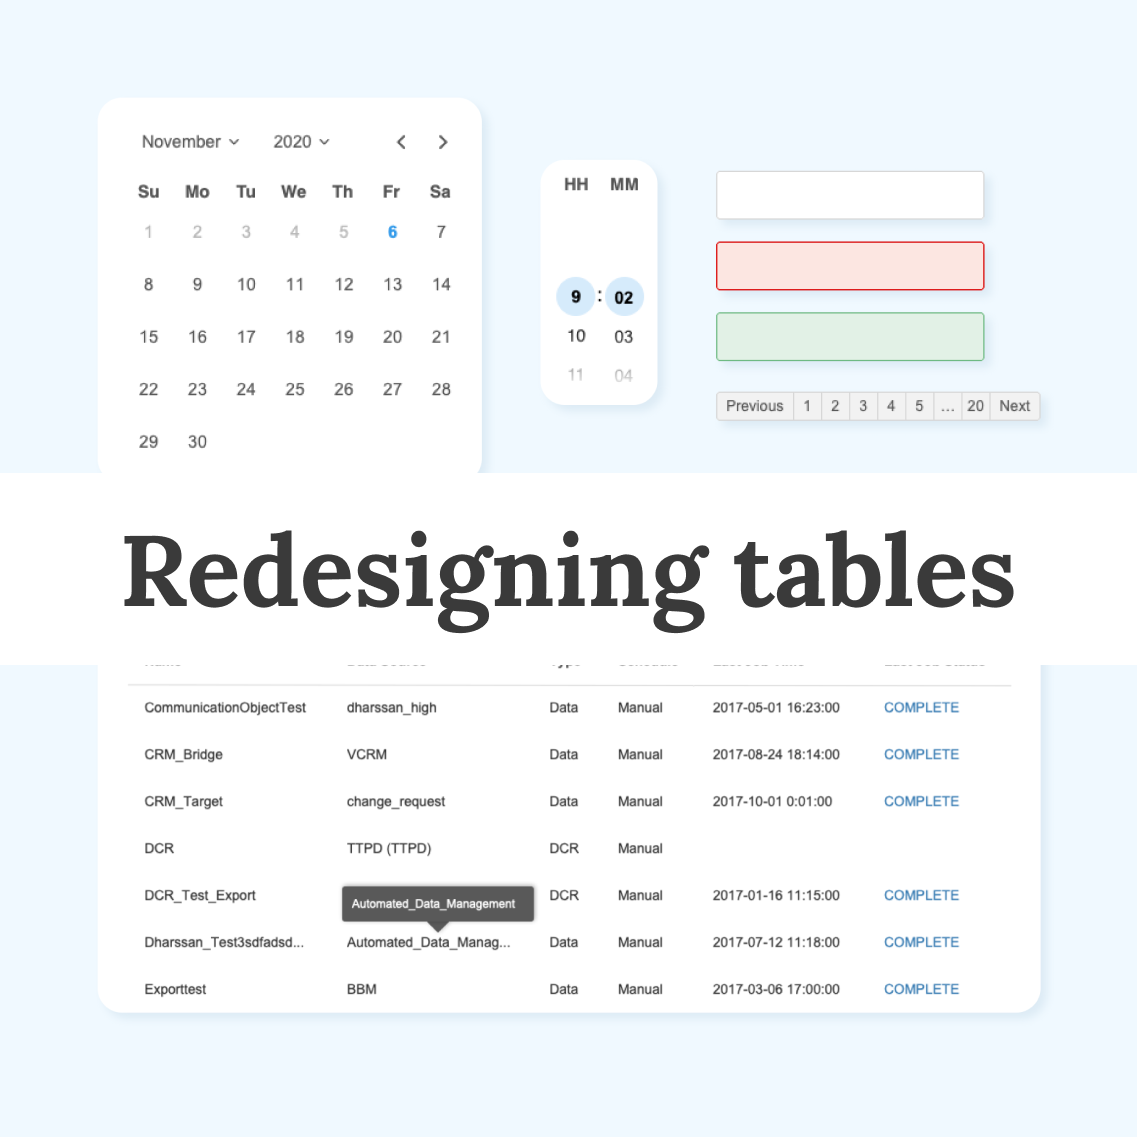 November 2020
Su Mo Tu We Th Fr Sa
1 2 3 4 5 6 7
8 9 10 11 12 13 14
15 16 17 18 19 20 21
22 23 24 25 26 27 28
29 30
HH MM
9 : 02
10 03
11 04
Previous 1 2 3 4 5 ... 20 Next
Redesigning tables
CommunicationObjectTest dharssan_high Data Manual 2017-05-01 16:23:00 COMPLETE
CRM_Bridge VCRM Data Manual 2017-08-24 18:14:00 COMPLETE
CRM_Target change_request Data Manual 2017-10-01 0:01:00 COMPLETE
DCR TTPD (TTPD) DCR Manual
DCR_Test_Export DCR Manual 2017-01-16 11:15:00 COMPLETE
Automated_Data_Management
Dharssan_Test3sdfadsd... Automated_Data_Manag... Data Manual 2017-07-12 11:18:00 COMPLETE
Exporttest BBM Data Manual 2017-03-06 17:00:00 COMPLETE